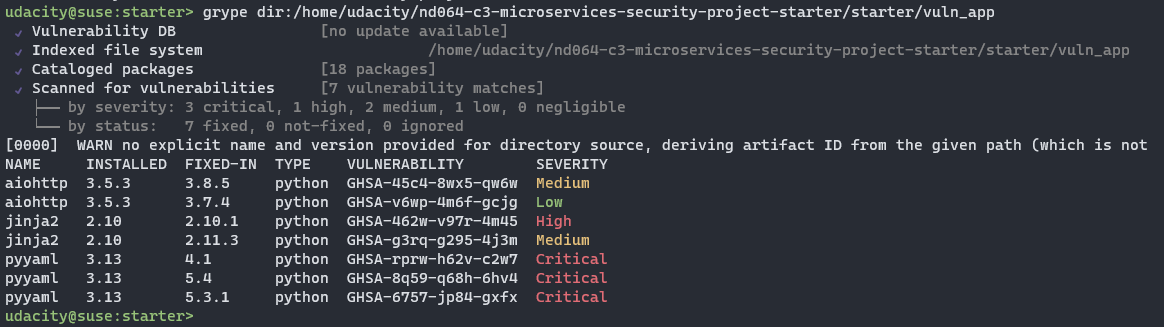 udacity@suse:starter> grype dir:/home/udacity/nd064-c3-microservices-security-project-starter/starter/vuln_app
✓ Vulnerability DB [no update available]
✓ Indexed file system /home/udacity/nd064-c3-microservices-security-project-starter/starter/vuln_app
✓ Cataloged packages [18 packages]
✓ Scanned for vulnerabilities [7 vulnerability matches]
├── by severity: 3 critical, 1 high, 2 medium, 1 low, 0 negligible
└── by status: 7 fixed, 0 not-fixed, 0 ignored
[0000] WARN no explicit name and version provided for directory source, deriving artifact ID from the given path (which is not
NAME INSTALLED FIXED-IN TYPE VULNERABILITY SEVERITY
aiohttp 3.5.3 3.8.5 python GHSA-45c4-8wx5-qw6w Medium
aiohttp 3.5.3 3.7.4 python GHSA-v6wp-4m6f-gcjg Low
jinja2 2.10 2.10.1 python GHSA-462w-v97r-4m45 High
jinja2 2.10 2.11.3 python GHSA-g3rq-g295-4j3m Medium
pyyaml 3.13 4.1 python GHSA-rprw-h62v-c2w7 Critical
pyyaml 3.13 5.4 python GHSA-8q59-q68h-6hv4 Critical
pyyaml 3.13 5.3.1 python GHSA-6757-jp84-gxfx Critical
udacity@suse:starter>